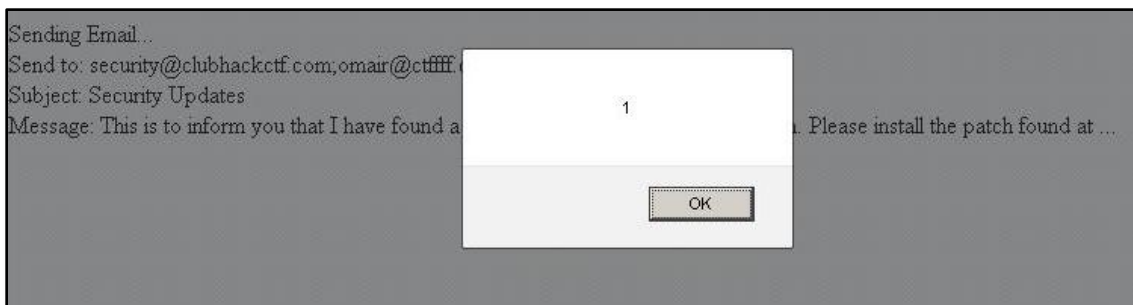 Sending Email...
Send to: security@clubhackctf.com;omair@ctffff.
Subject: Security Updates
Message: This is to inform you that I have found a . Please install the patch found at ...
1
OK